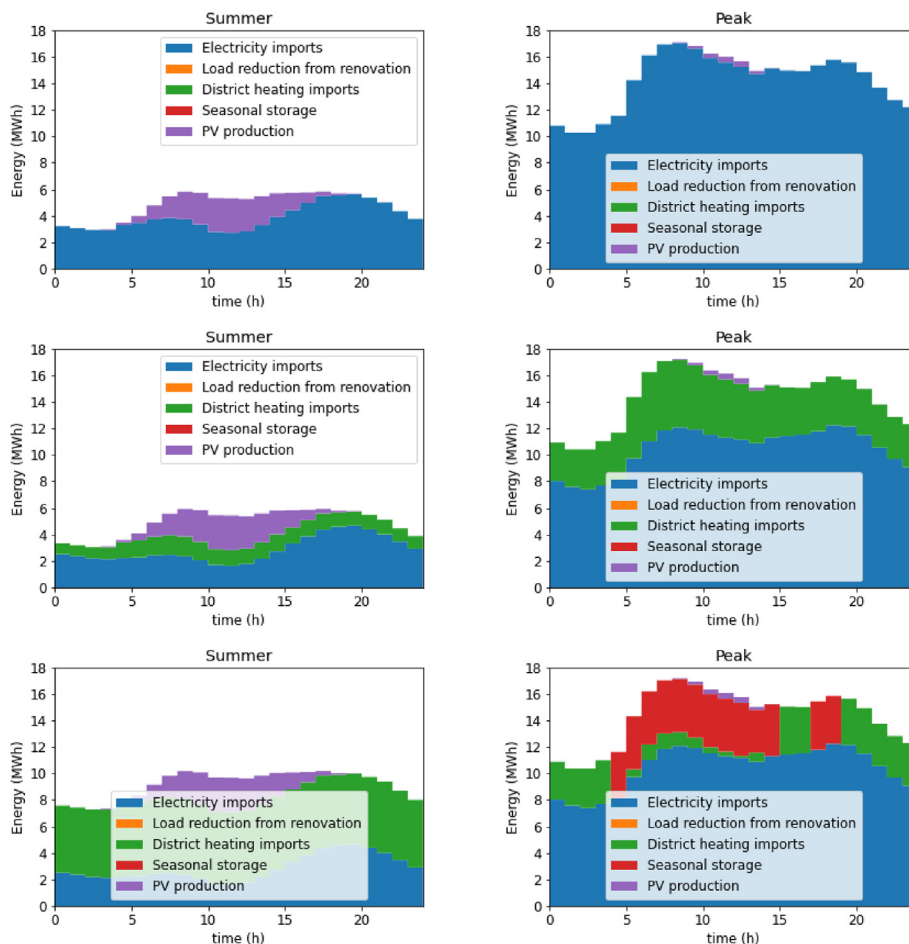 Summer
Energy (MWh)
18
16
14
12
10
8
6
4
2
0
Electricity imports
Load reduction from renovation
District heating imports
Seasonal storage
PV production
0 5 10 15 20
time (h)
Peak
Energy (MWh)
18
16
14
12
10
8
6
4
2
0
Electricity imports
Load reduction from renovation
District heating imports
Seasonal storage
PV production
0 5 10 15 20
time (h)
Summer
Energy (MWh)
18
16
14
12
10
8
6
4
2
0
Electricity imports
Load reduction from renovation
District heating imports
Seasonal storage
PV production
0 5 10 15 20
time (h)
Peak
Energy (MWh)
18
16
14
12
10
8
6
4
2
0
Electricity imports
Load reduction from renovation
District heating imports
Seasonal storage
PV production
0 5 10 15 20
time (h)
Summer
Energy (MWh)
18
16
14
12
10
8
6
4
2
0
Electricity imports
Load reduction from renovation
District heating imports
Seasonal storage
PV production
0 5 10 15 20
time (h)
Peak
Energy (MWh)
18
16
14
12
10
8
6
4
2
0
Electricity imports
Load reduction from renovation
District heating imports
Seasonal storage
PV production
0 5 10 15 20
time (h)